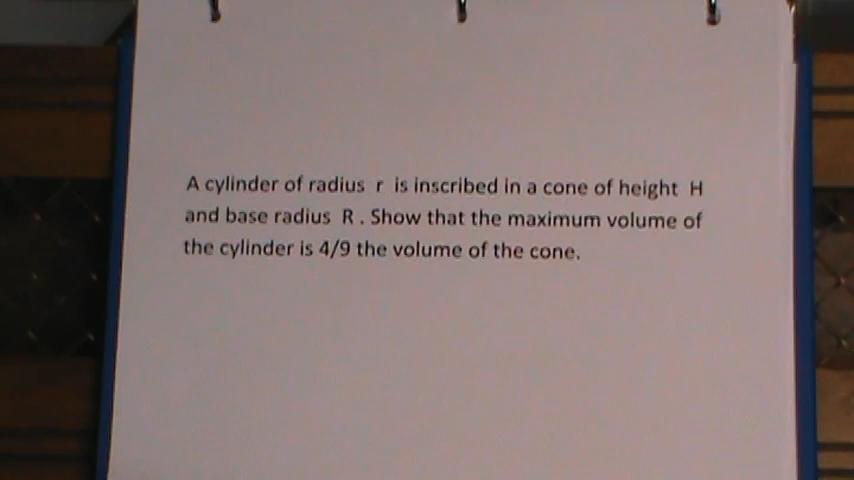 A cylinder of radius r is inscribed in a cone of height H
and base radius R . Show that the maximum volume of
the cylinder is 4/9 the volume of the cone.